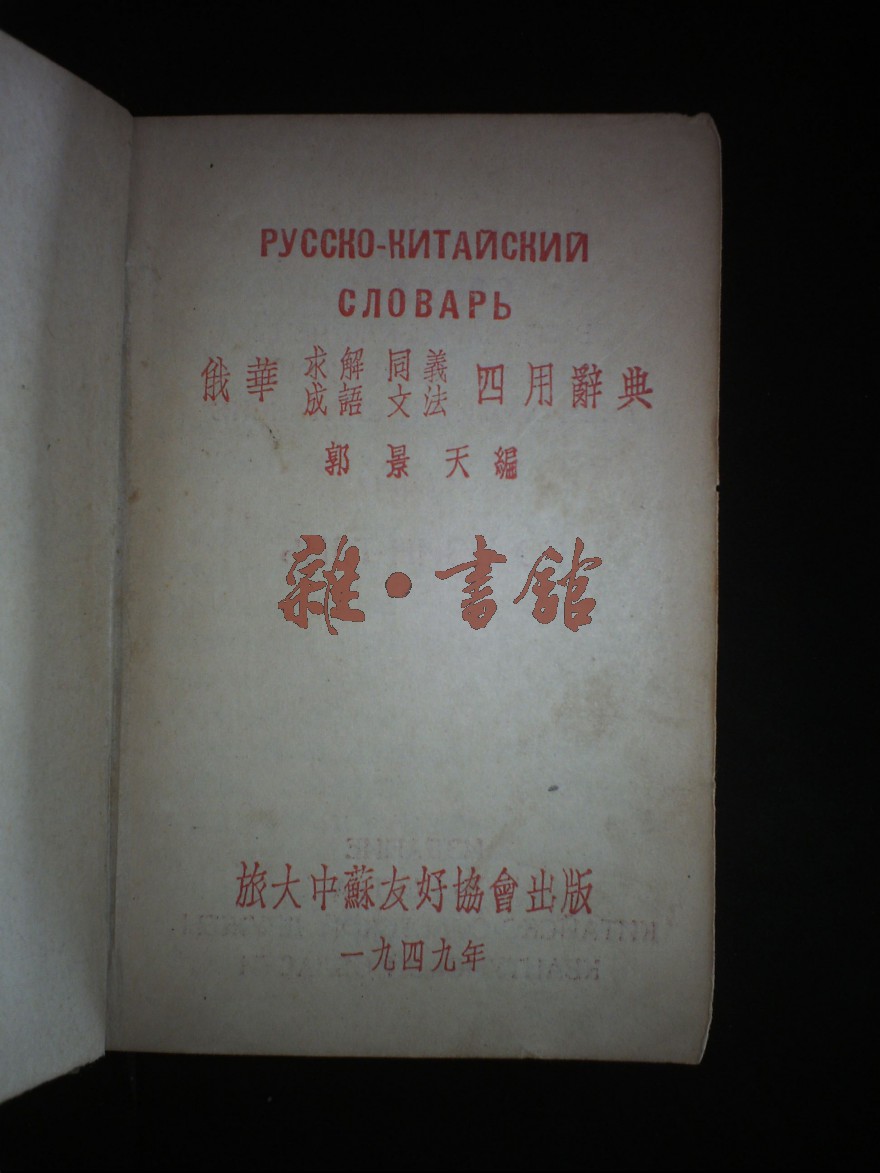 РУССКО-КИТАЙСКИЙ
СЛОВАРЬ
俄華 求解 同義 四用辭典
成語 文法
郭景天編
雜·書館
旅大中蘇友好協會出版
一九四九年